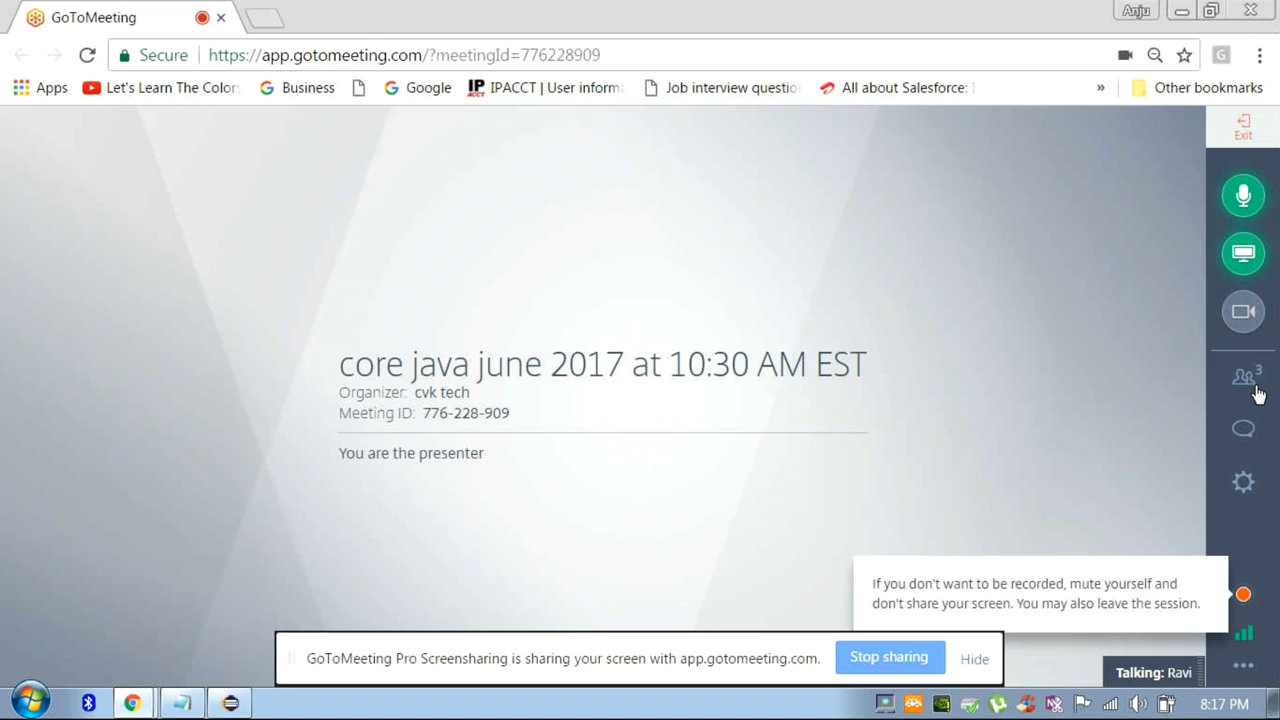 GoToMeeting
Anju
Secure
https://app.gotomeeting.com/?meetingId=776228909
G
Apps
Let's Learn The Color
Business
Google
IP ACCT
IPACCT | User inform
Job interview questio
All about Salesforce:
»
Other bookmarks
Exit
core java june 2017 at 10:30 AM EST
Organizer: cvk tech
Meeting ID: 776-228-909
You are the presenter
3
If you don't want to be recorded, mute yourself and
don't share your screen. You may also leave the session.
GoToMeeting Pro Screensharing is sharing your screen with app.gotomeeting.com.
Stop sharing
Hide
Talking: Ravi
8:17 PM